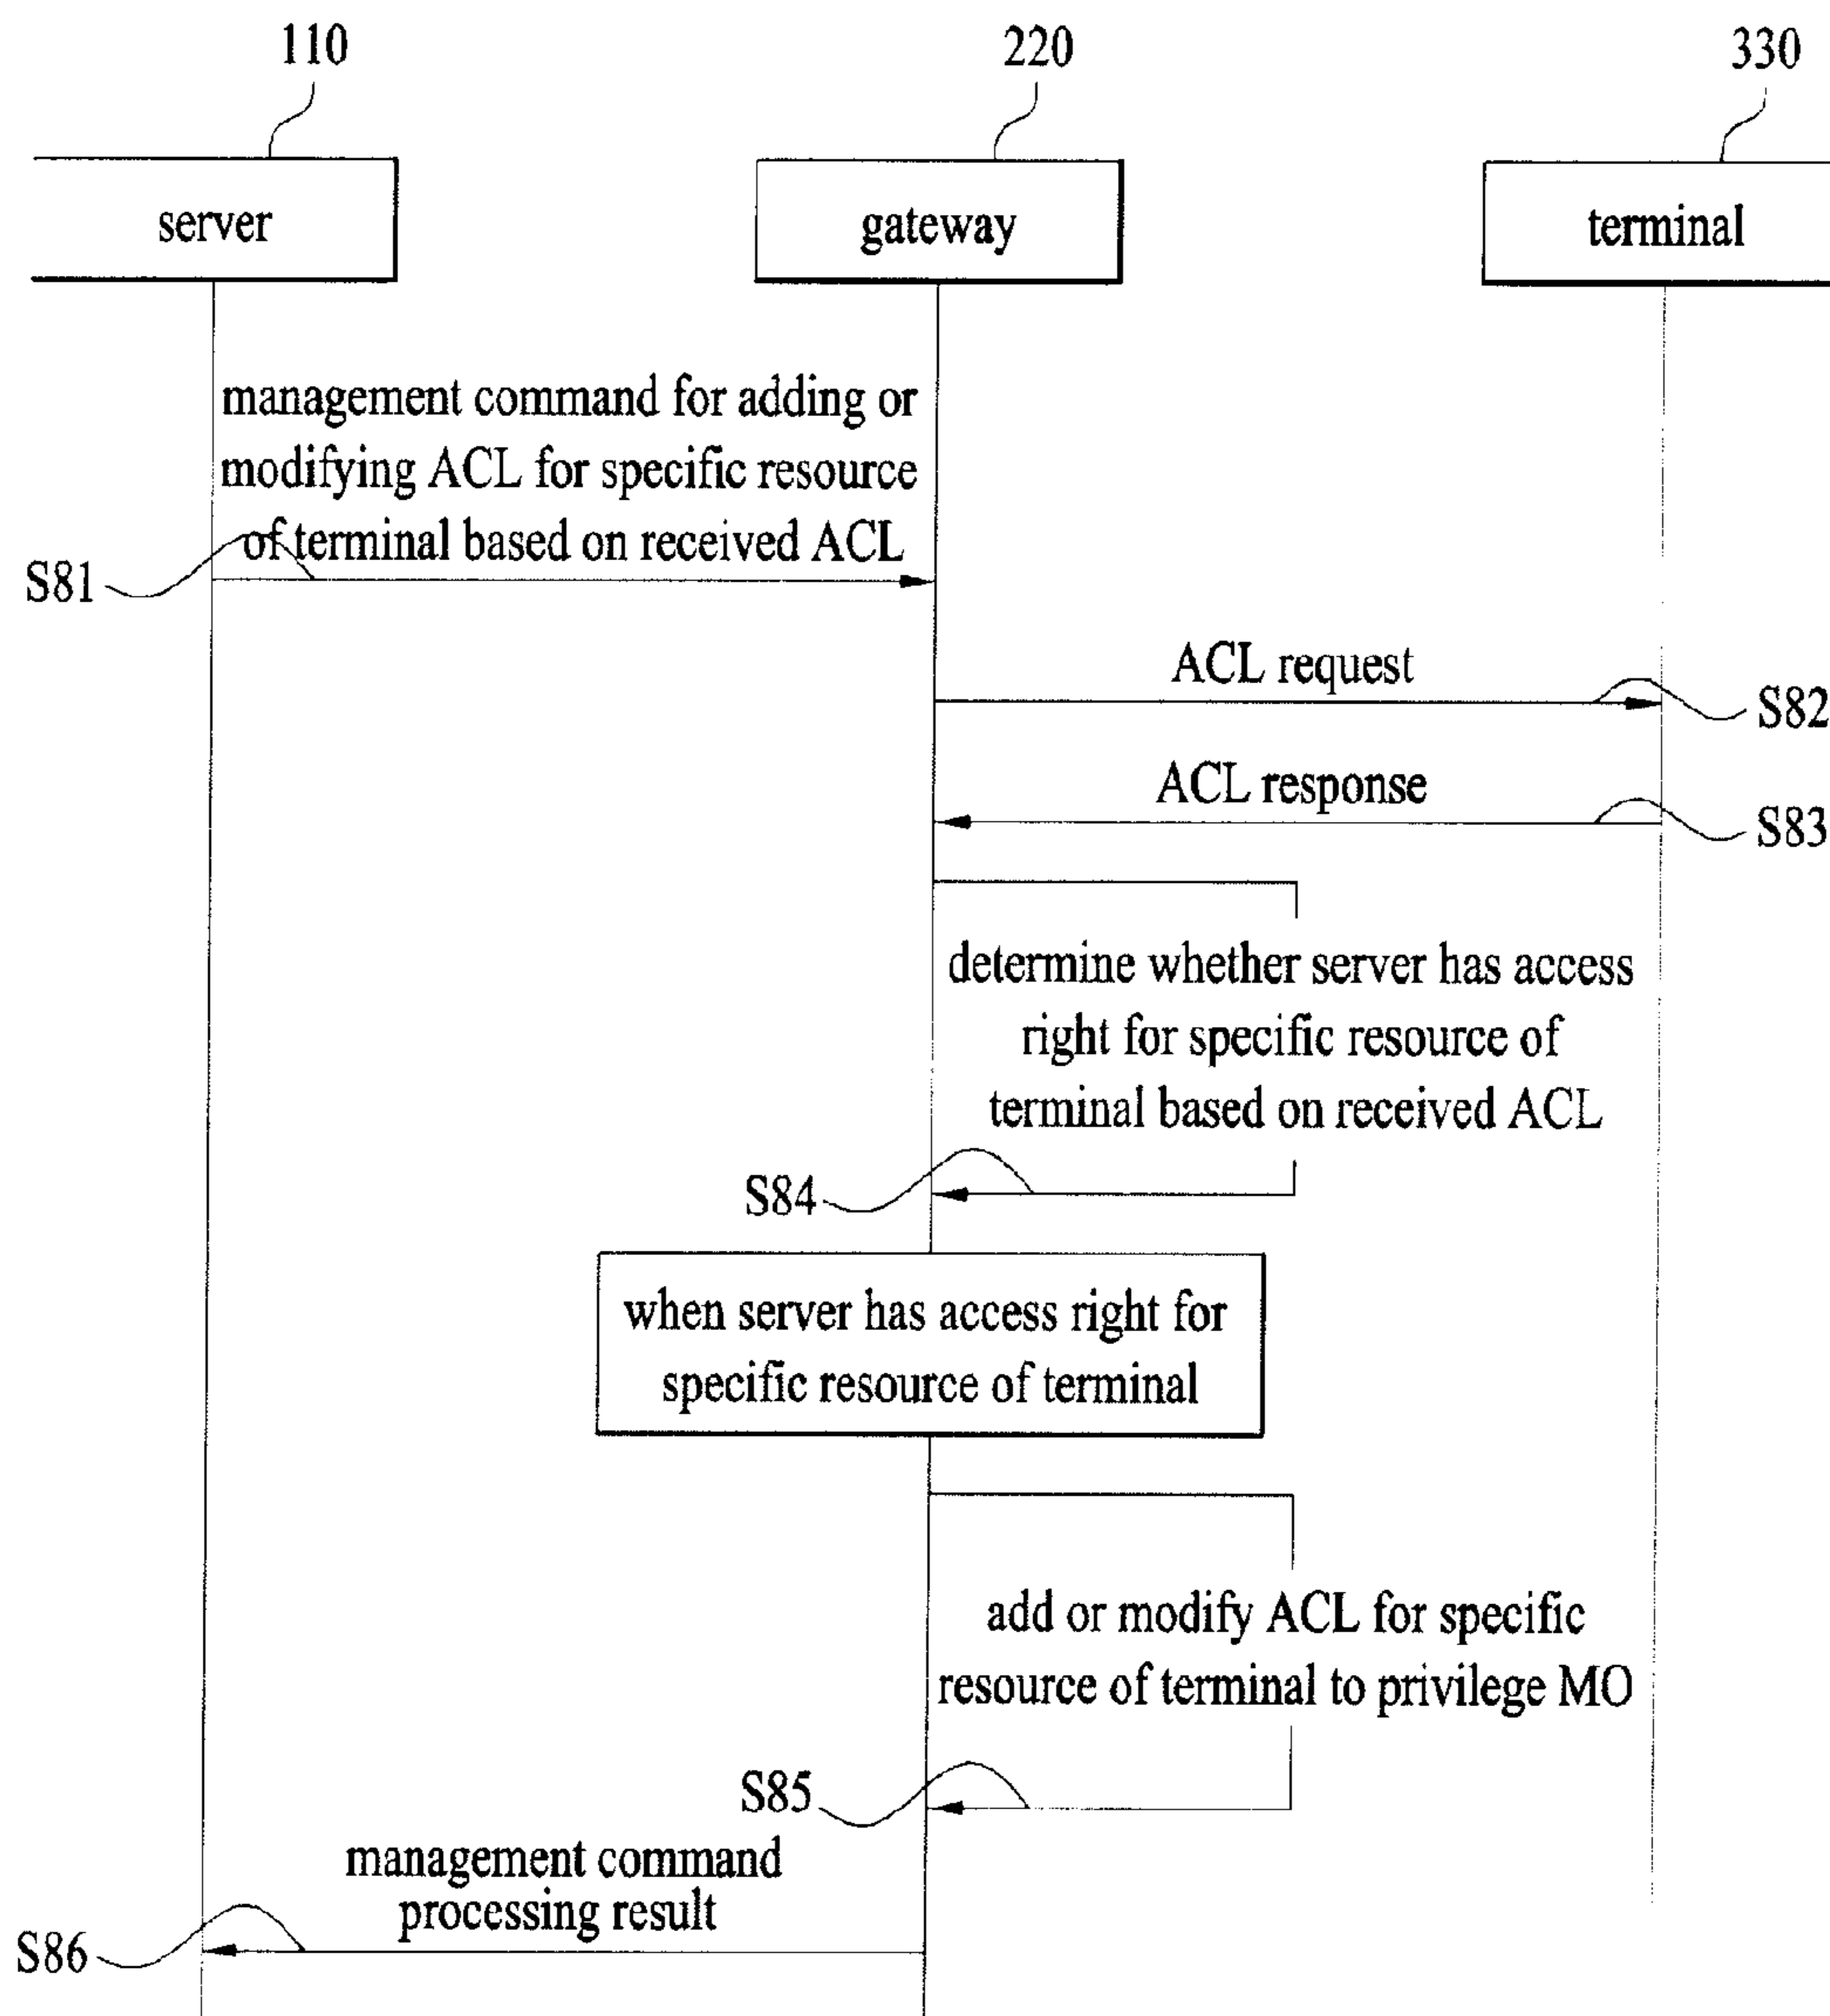 110
220
330
server
gateway
terminal
management command for adding or
modifying ACL for specific resource
of terminal based on received ACL
S81
ACL request
S82
ACL response
S83
determine whether server has access
right for specific resource of
terminal based on received ACL
S84
when server has access right for
specific resource of terminal
add or modify ACL for specific
resource of terminal to privilege MO
S85
management command
processing result
S86